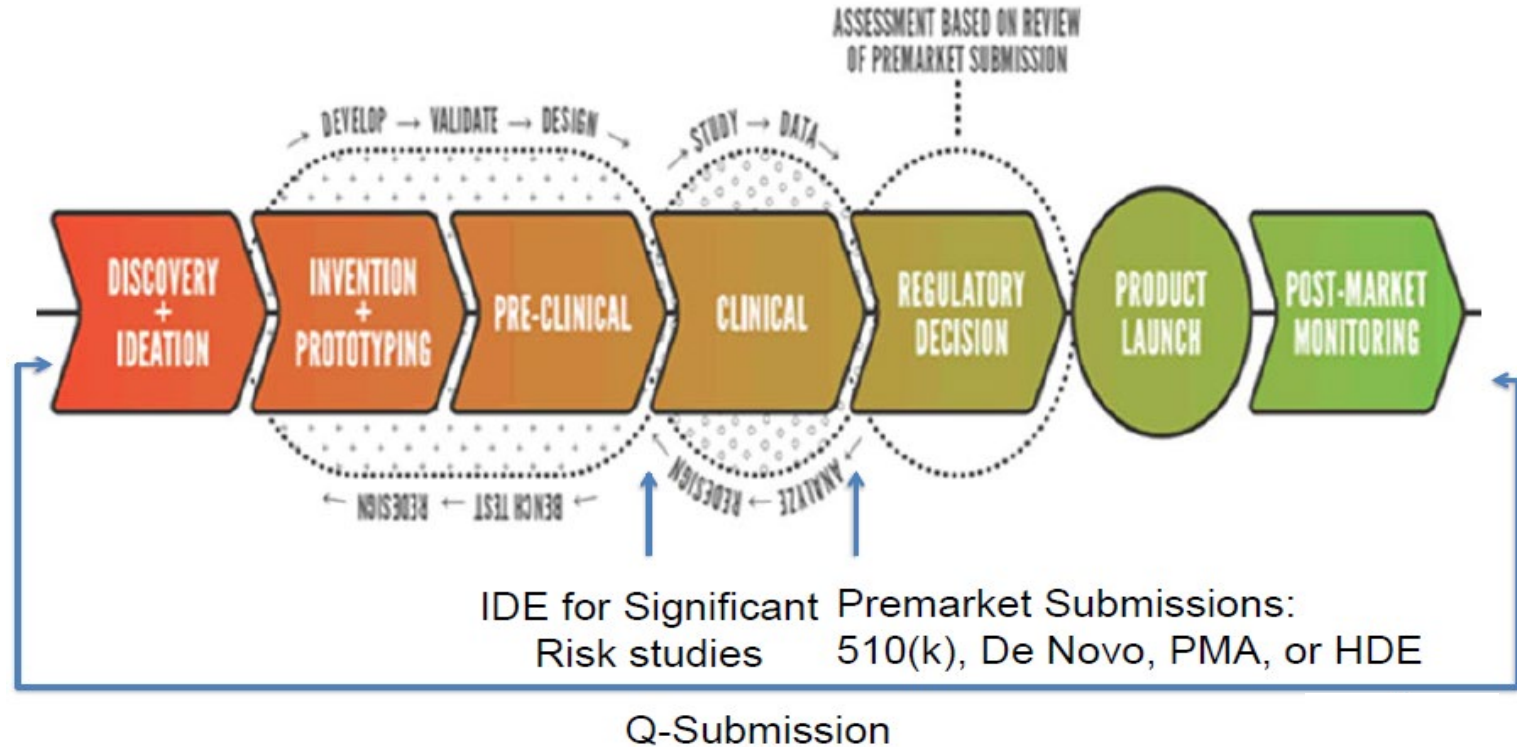 ASSESSMENT BASED ON REVIEW
OF PREMARKET SUBMISSION
→ DEVELOP → VALIDATE → DESIGN →
→ STUDY → DATA →
DISCOVERY
+
IDEATION
INVENTION
+
PROTOTYPING
PRE-CLINICAL
CLINICAL
REGULATORY
DECISION
PRODUCT
LAUNCH
POST-MARKET
MONITORING
← BENCH TEST ← REDESIGN ←
← ANALYZE ← REDESIGN ←
IDE for Significant
Risk studies
Premarket Submissions:
510(k), De Novo, PMA, or HDE
Q-Submission